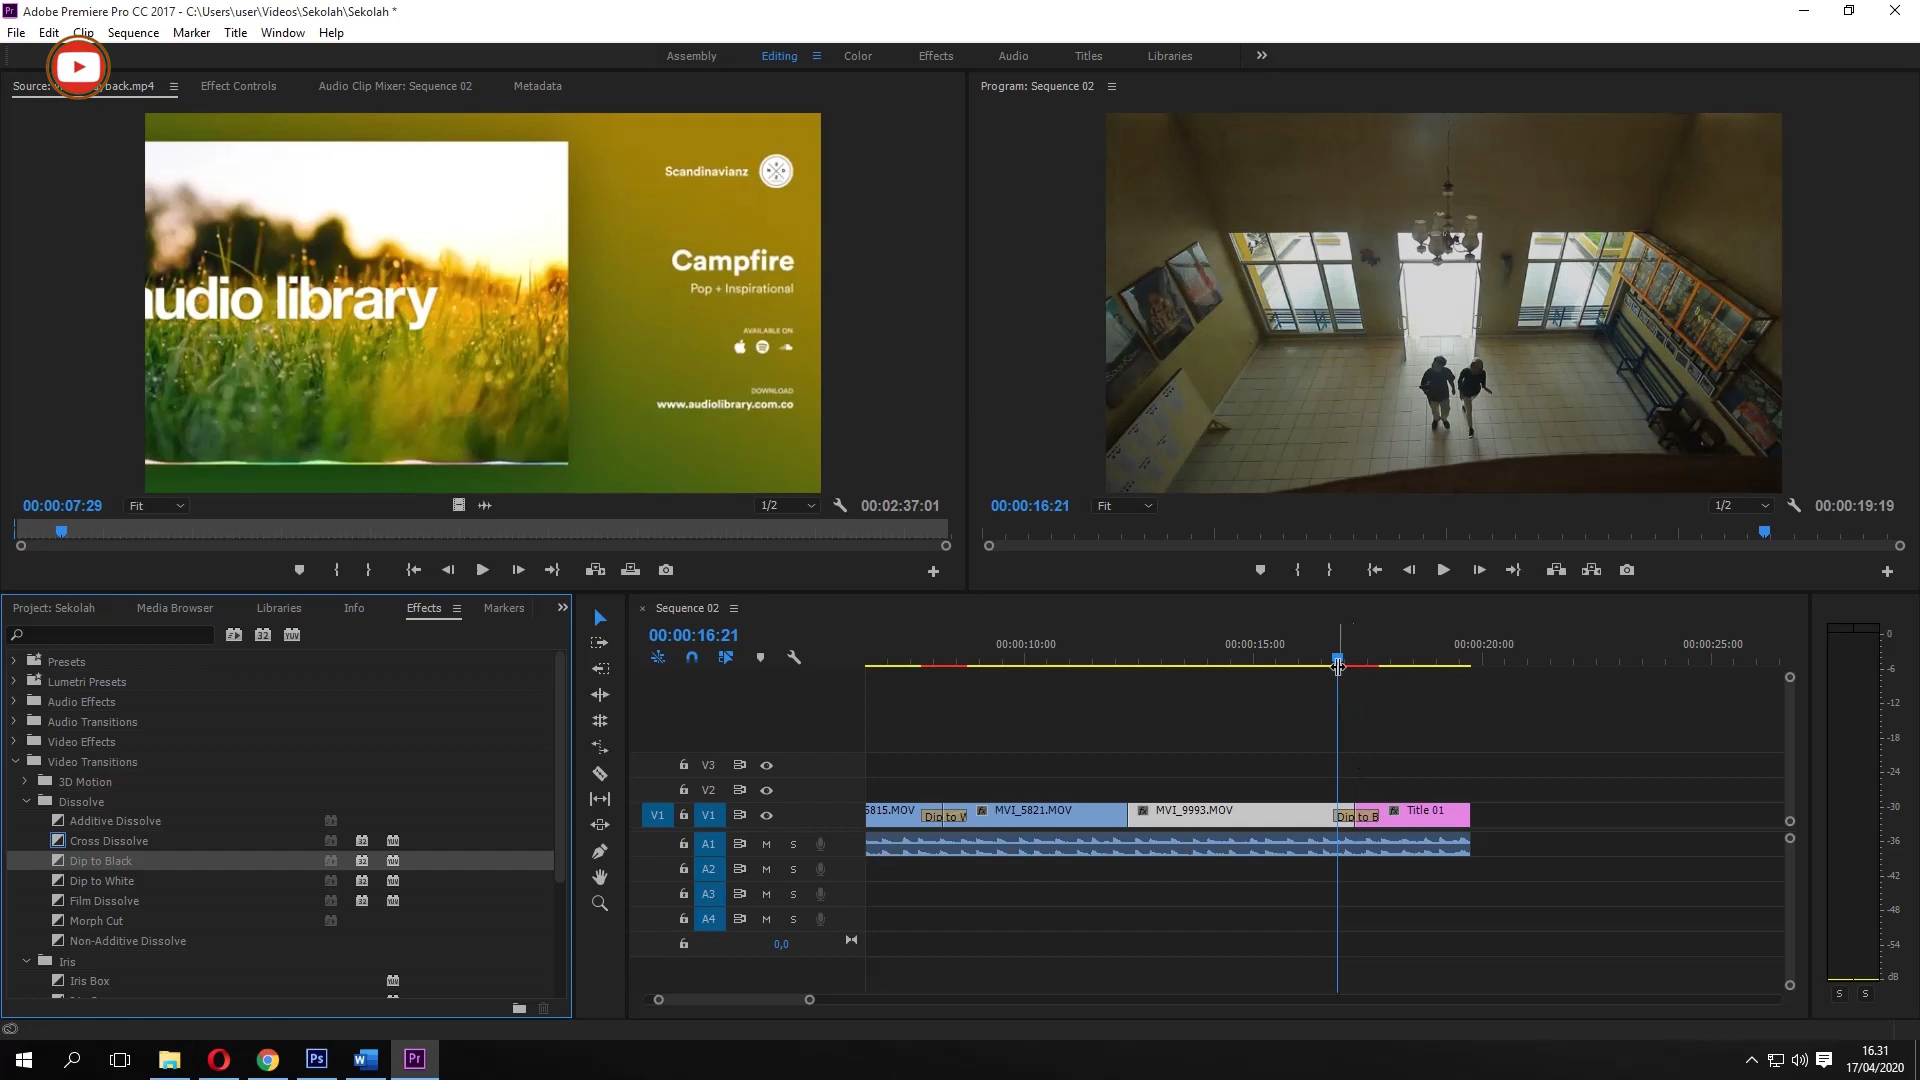 Adobe Premiere Pro CC 2017 - C:\Users\user\Videos\Sekolah\Sekolah *
File Edit Clip Sequence Marker Title Window Help
Assembly Editing Color Effects Audio Titles Libraries
Source: yback.mp4 Effect Controls Audio Clip Mixer: Sequence 02 Metadata
Program: Sequence 02
Scandinavianz
audio library
Campfire
Pop + Inspirational
AVAILABLE ON
DOWNLOAD
www.audiolibrary.com.co
00:00:07:29 Fit 1/2 00:02:37:01
00:00:16:21 Fit 1/2 00:00:19:19
Project: Sekolah Media Browser Libraries Info Effects Markers
32 YUV
Presets
Lumetri Presets
Audio Effects
Audio Transitions
Video Effects
Video Transitions
3D Motion
Dissolve
Additive Dissolve
Cross Dissolve
Dip to Black
Dip to White
Film Dissolve
Morph Cut
Non-Additive Dissolve
Iris
Iris Box
× Sequence 02
00:00:16:21
00:00:10:00 00:00:15:00 00:00:20:00 00:00:25:00
V3
V2
V1 V1 5815.MOV Dip to W MVI_5821.MOV MVI_9993.MOV Dip to B Title 01
A1 M S
A2 M S
A3 M S
A4 M S
0,0
0
-6
-12
-18
-24
-30
-36
-42
-48
-54
dB
S S
Ps W Pr
16.31
17/04/2020